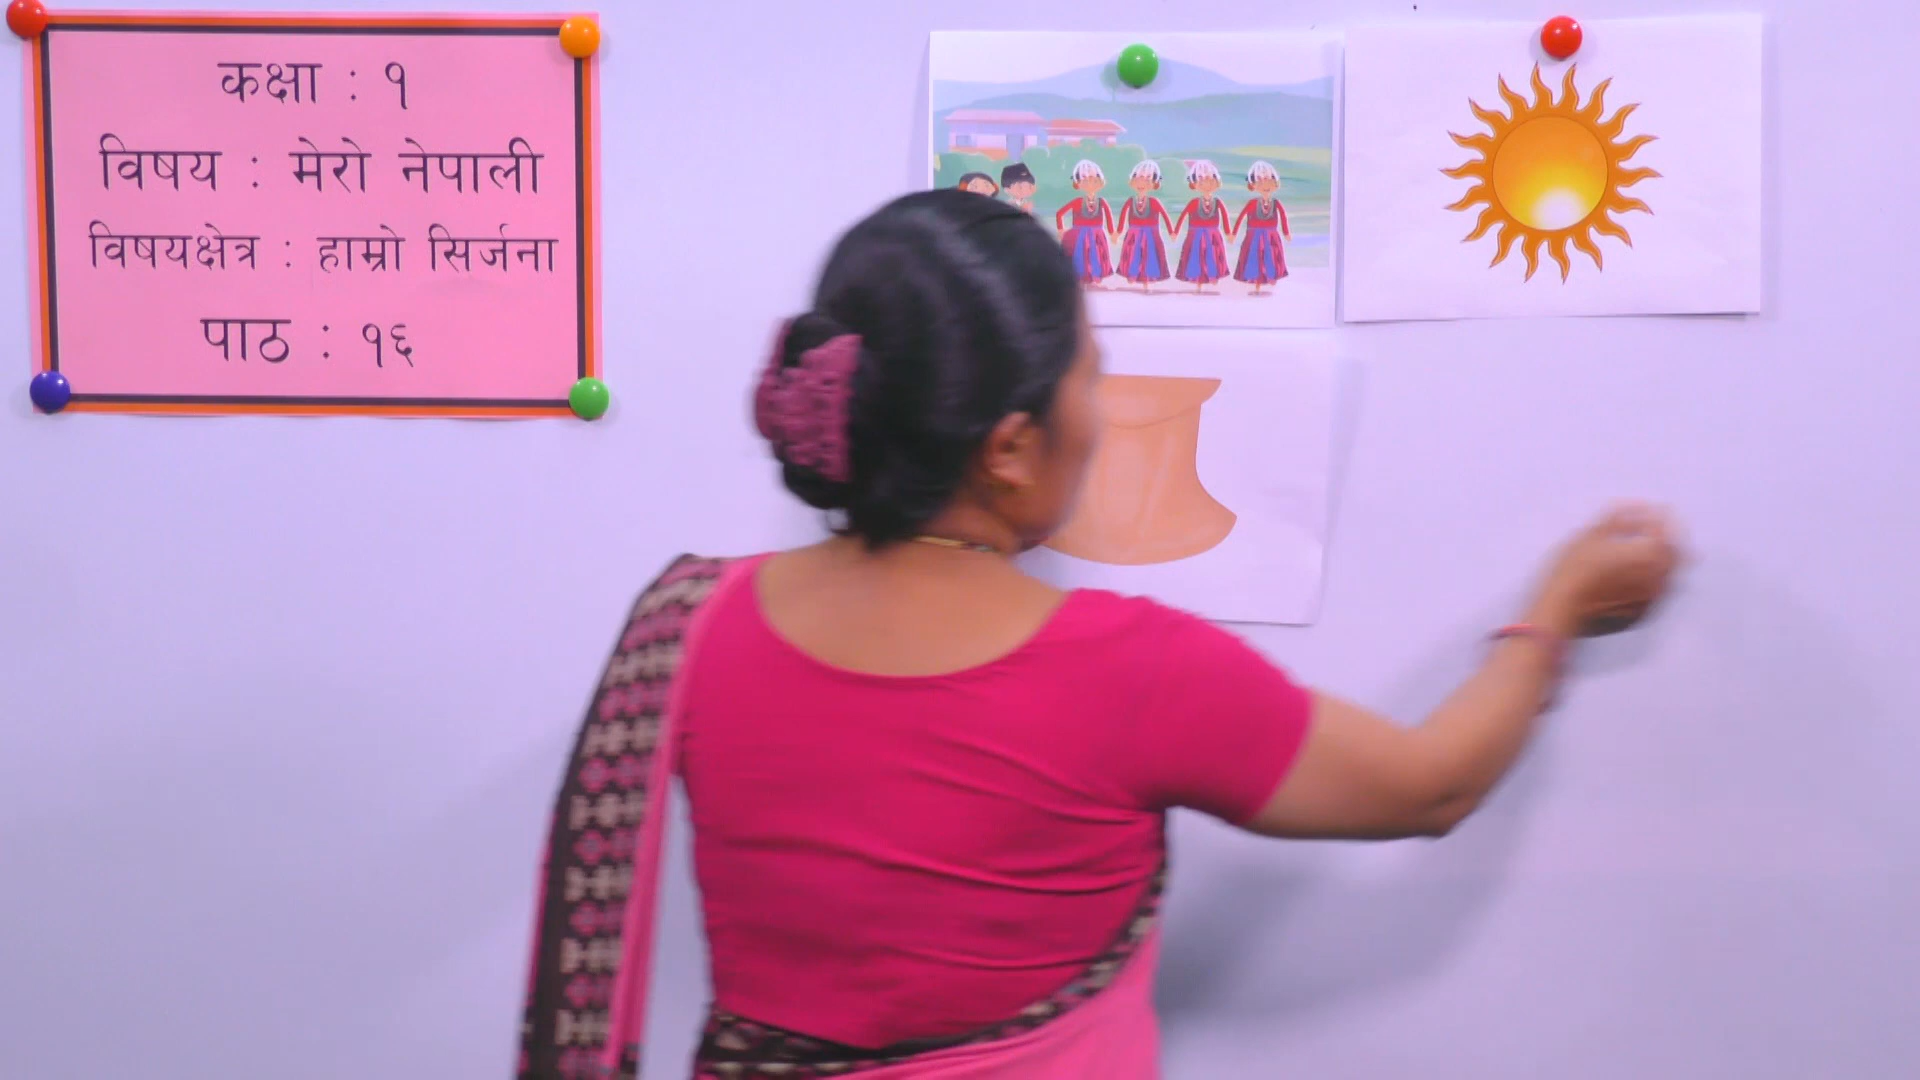 कक्षा : १
विषय : मेरो नेपाली
विषयक्षेत्र : हाम्रो सिर्जना
पाठ : १६